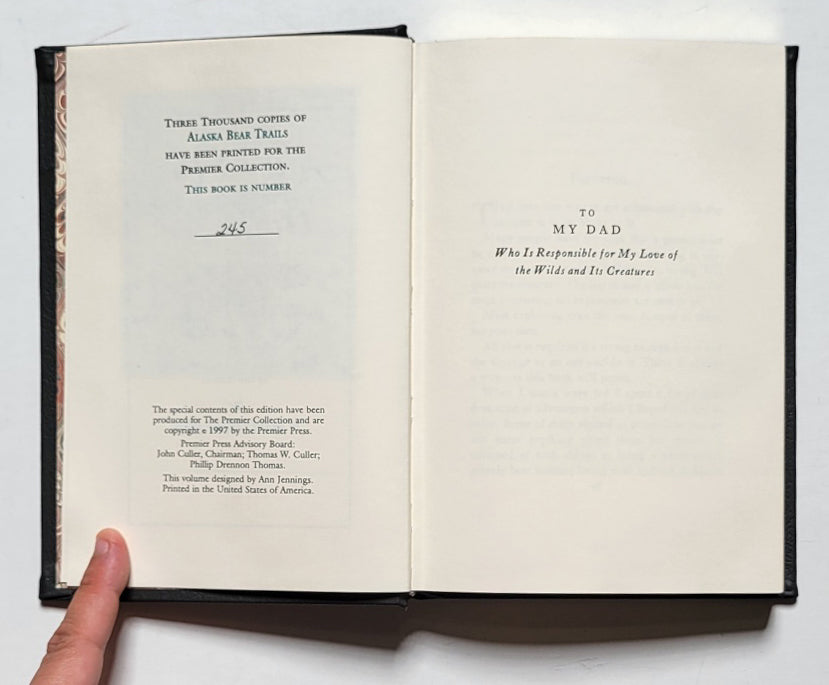 THREE THOUSAND COPIES OF
ALASKA BEAR TRAILS
HAVE BEEN PRINTED FOR THE
PREMIER COLLECTION.
THIS BOOK IS NUMBER
245
The special contents of this edition have been
produced for The Premier Collection and are
copyright © 1997 by the Premier Press.
Premier Press Advisory Board:
John Culler, Chairman; Thomas W. Culler;
Phillip Drennon Thomas.
This volume designed by Ann Jennings.
Printed in the United States of America.
TO
MY DAD
Who Is Responsible for My Love of
the Wilds and Its Creatures